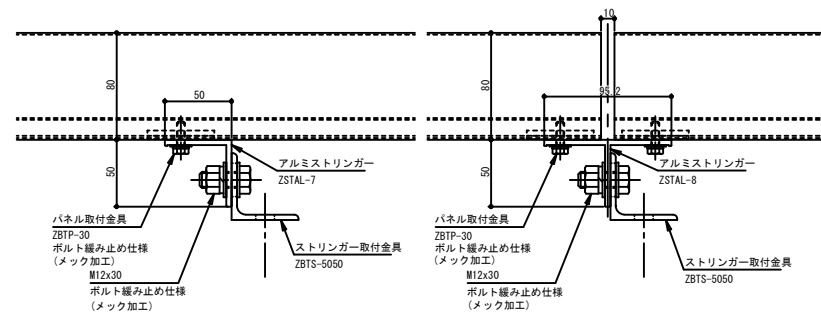 80
50
50
アルミストリンガー
ZSTAL-7
パネル取付金具
ZBTP-30
ボルト緩み止め仕様
(メック加工)
M12x30
ボルト緩み止め仕様
(メック加工)
ストリンガー取付金具
ZBTS-5050
10
80
95.2
50
アルミストリンガー
ZSTAL-8
パネル取付金具
ZBTP-30
ボルト緩み止め仕様
(メック加工)
M12x30
ボルト緩み止め仕様
(メック加工)
ストリンガー取付金具
ZBTS-5050